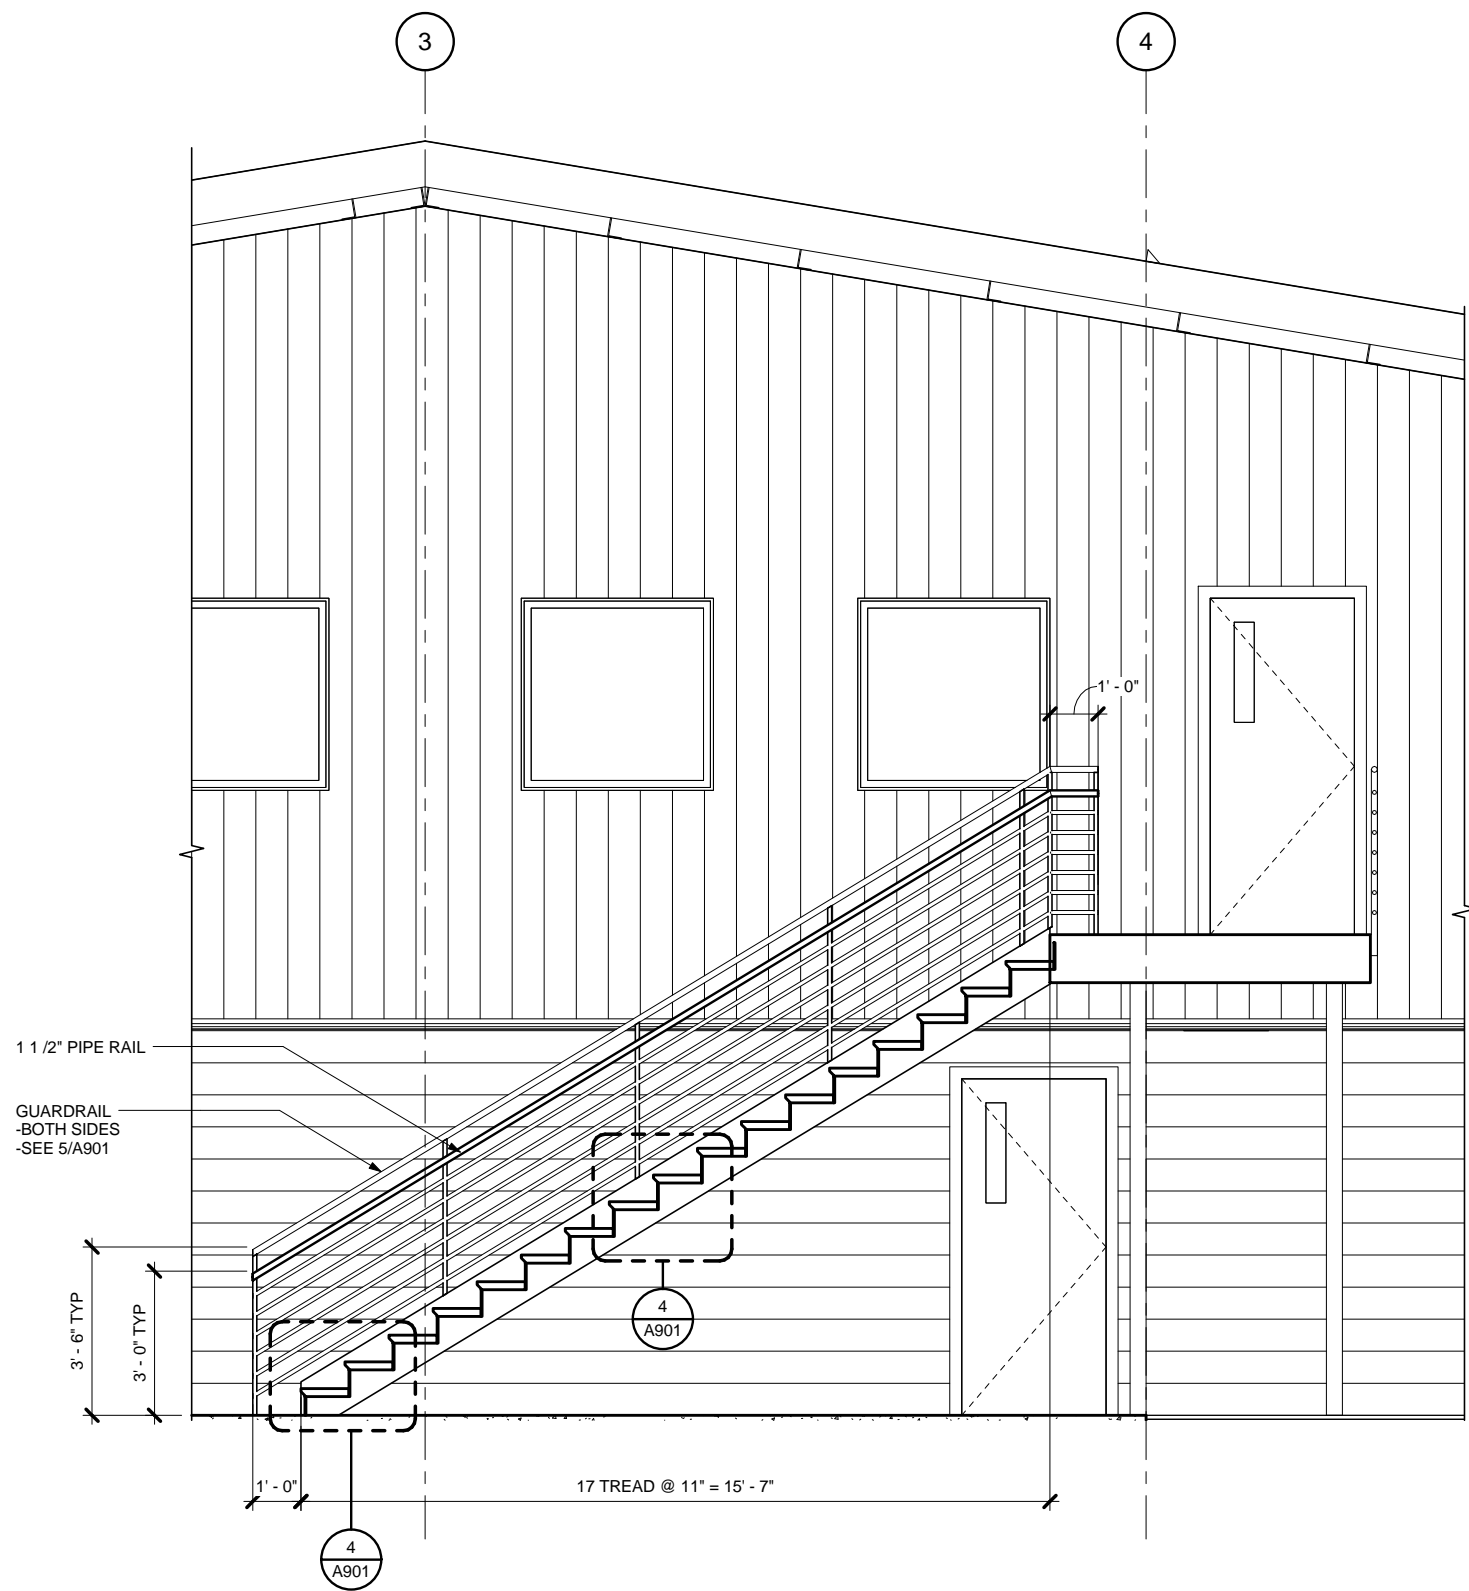 3
4
1' - 0"
1 1 /2" PIPE RAIL
GUARDRAIL
-BOTH SIDES
-SEE 5/A901
3' - 6" TYP
3' - 0" TYP
4
A901
1' - 0"
17 TREAD @ 11" = 15' - 7"
4
A901